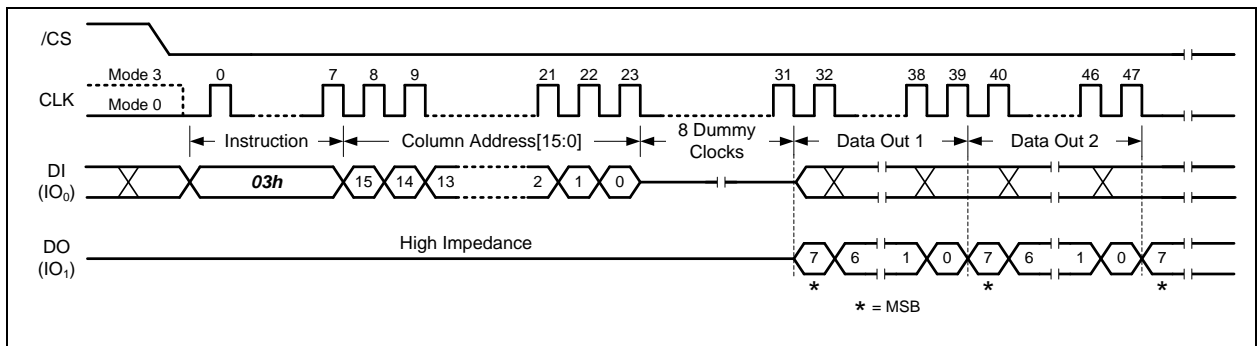 /CS
Mode 3 0 7 8 9 21 22 23 31 32 38 39 40 46 47
CLK Mode 0
Instruction Column Address[15:0] 8 Dummy Clocks Data Out 1 Data Out 2
DI (IO₀) 03h 15 14 13 2 1 0
DO (IO₁) High Impedance 7 6 1 0 7 6 1 0 7
* * *
* = MSB